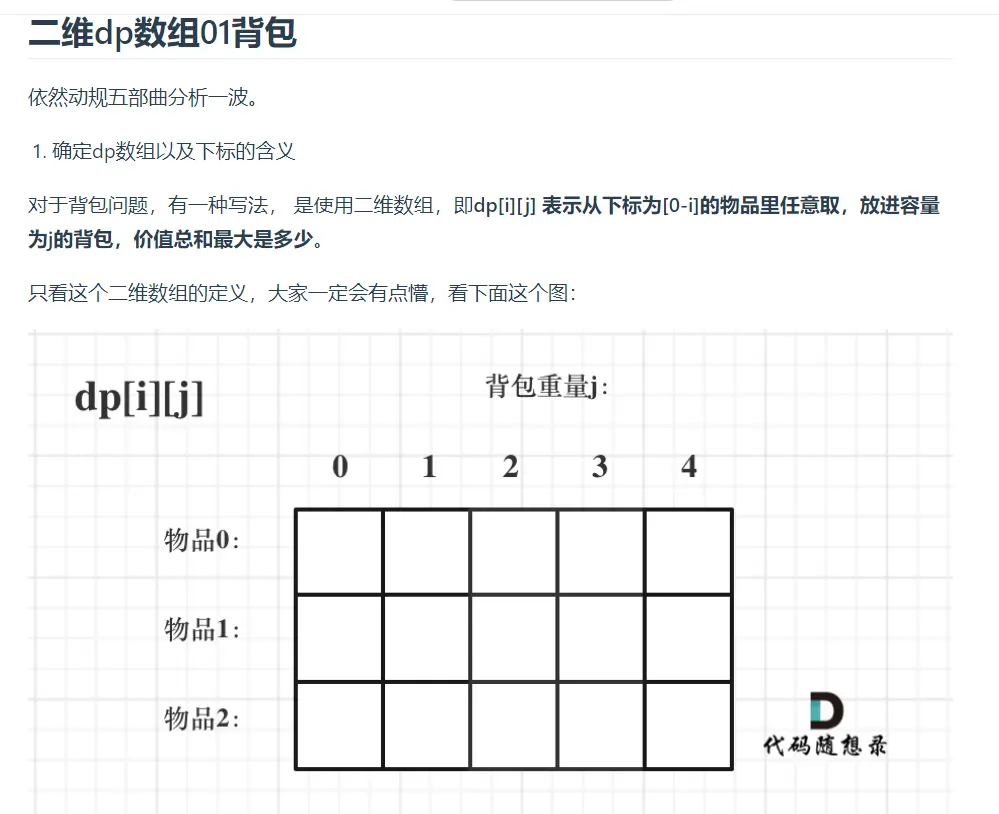 二维dp数组01背包
依然动规五部曲分析一波。
1. 确定dp数组以及下标的含义
对于背包问题，有一种写法， 是使用二维数组，即dp[i][j] 表示从下标为[0-i]的物品里任意取，放进容量
为j的背包，价值总和最大是多少。
只看这个二维数组的定义，大家一定会有点懵，看下面这个图：
dp[i][j]
背包重量j：
0 1 2 3 4
物品0：
物品1：
物品2：
代码随想录